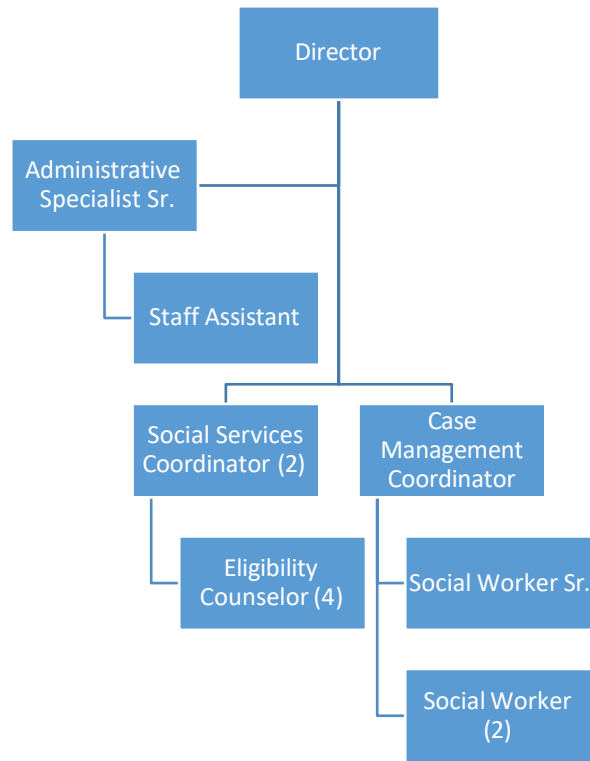 Director
Administrative
Specialist Sr.
Staff Assistant
Social Services
Coordinator (2)
Case
Management
Coordinator
Eligibility
Counselor (4)
Social Worker Sr.
Social Worker
(2)